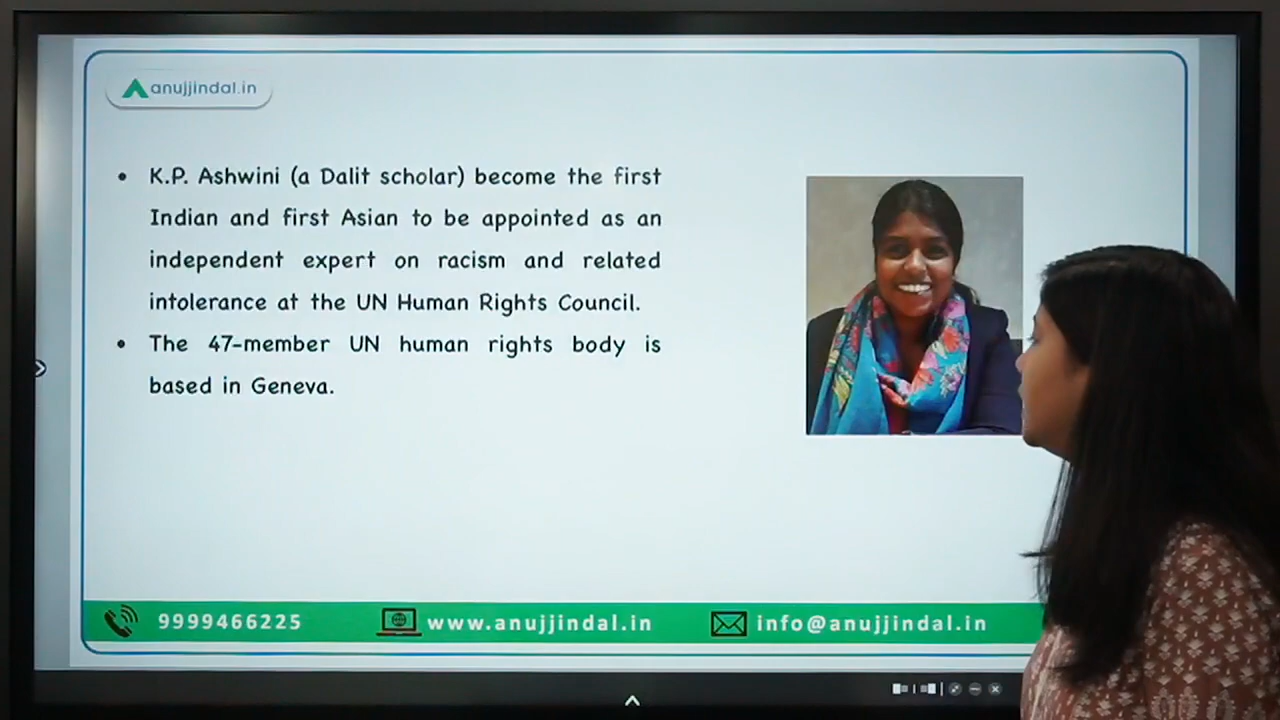 anujjindal.in
• K.P. Ashwini (a Dalit scholar) become the first
Indian and first Asian to be appointed as an
independent expert on racism and related
intolerance at the UN Human Rights Council.
• The 47-member UN human rights body is
based in Geneva.
9999466225
www.anujjindal.in
info@anujjindal.in